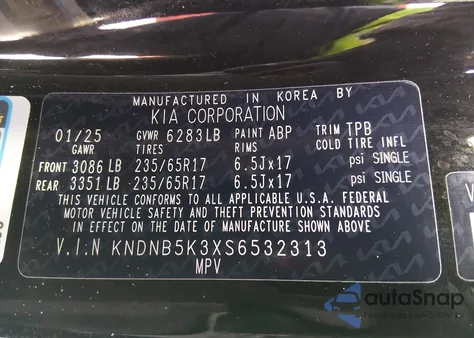 MANUFACTURED IN KOREA BY
KIA CORPORATION
01/25 GVWR 6283LB PAINT ABP TRIM TPB
GAWR TIRES RIMS COLD TIRE INFL
FRONT 3086 LB 235/65R17 6.5Jx17 psi SINGLE
REAR 3351 LB 235/65R17 6.5Jx17 psi SINGLE
THIS VEHICLE CONFORMS TO ALL APPLICABLE U.S.A. FEDERAL
MOTOR VEHICLE SAFETY AND THEFT PREVENTION STANDARDS
IN EFFECT ON THE DATE OF MANUFACTURE SHOWN ABOVE
V.I.N KNDNB5K3XS6532313
MPV
autoSnap